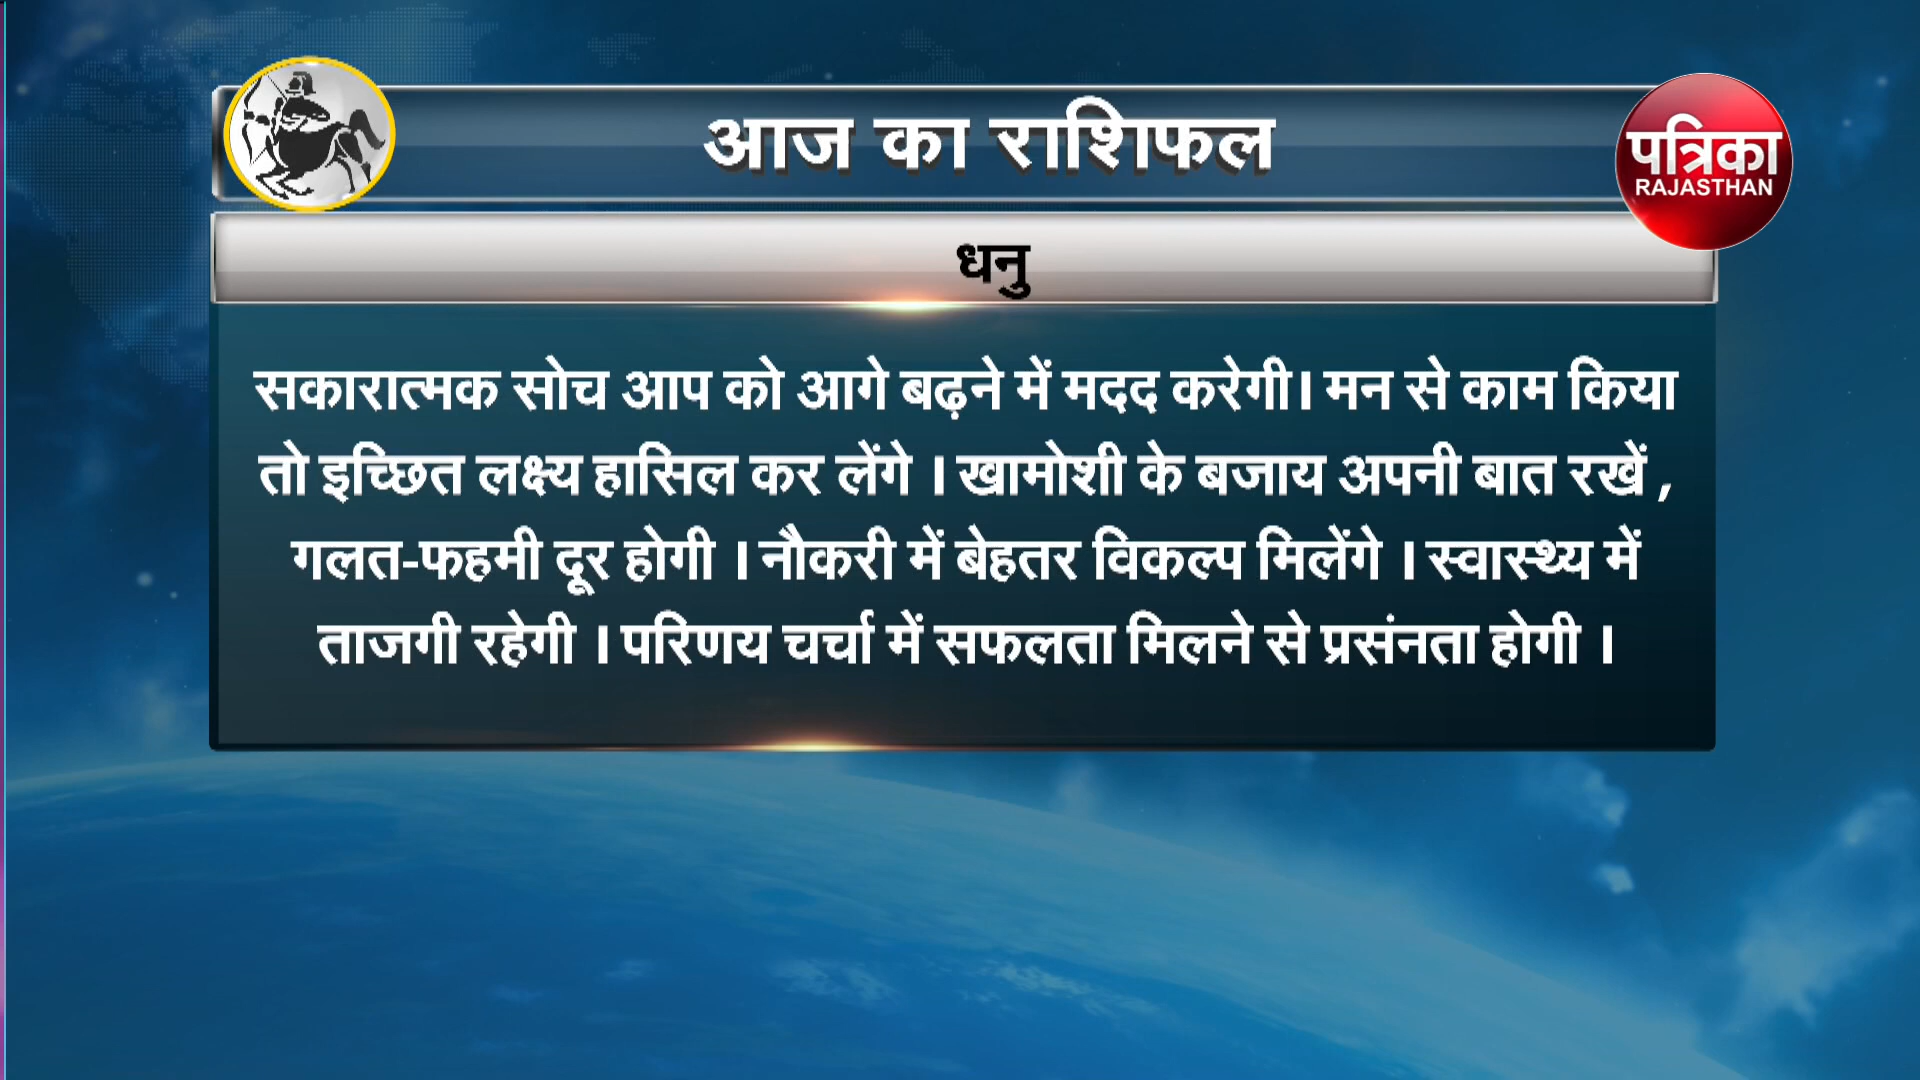 आज का राशिफल
पत्रिका
RAJASTHAN
धनु
सकारात्मक सोच आप को आगे बढ़ने में मदद करेगी। मन से काम किया
तो इच्छित लक्ष्य हासिल कर लेंगे । खामोशी के बजाय अपनी बात रखें ,
गलत-फहमी दूर होगी । नौकरी में बेहतर विकल्प मिलेंगे । स्वास्थ्य में
ताजगी रहेगी । परिणय चर्चा में सफलता मिलने से प्रसंनता होगी ।